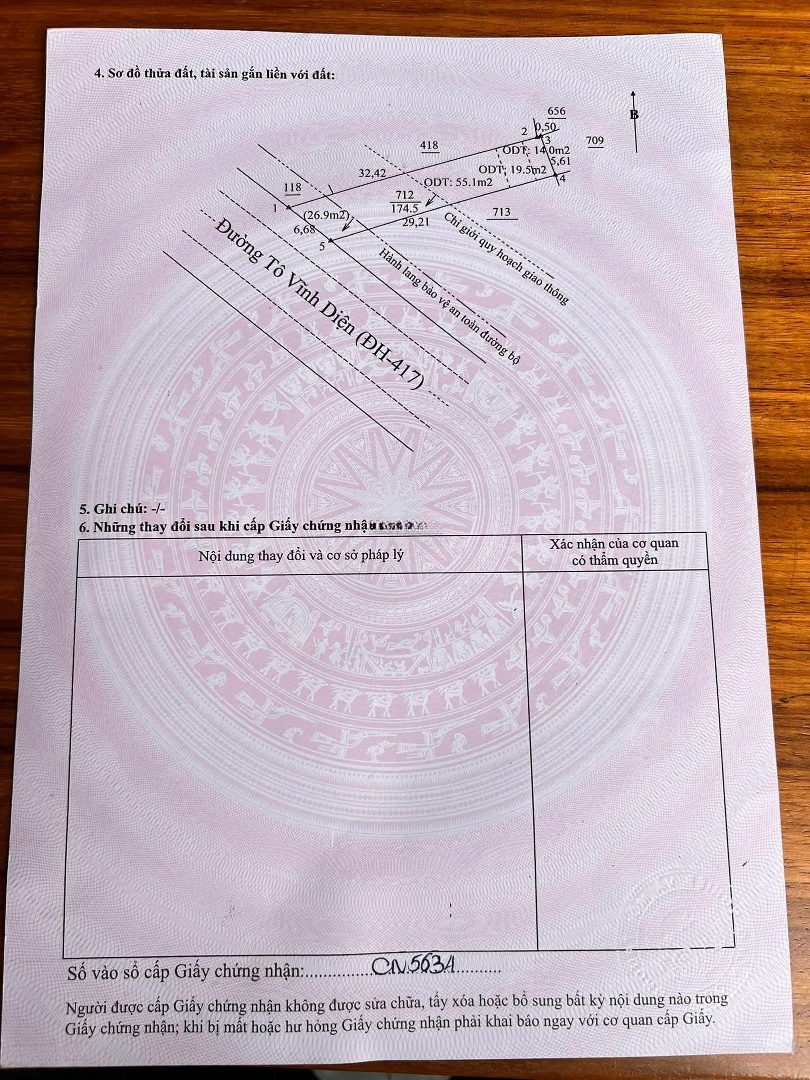 4. Sơ đồ thửa đất, tài sản gắn liền với đất:
656
B
2
0,50
3
709
418
ODT: 14.0m2
5,61
32,42
ODT: 19.5m2
4
118
ODT: 55.1m2
712
174.5
1
(26.9m2)
713
29,21
6,68
5
Chỉ giới quy hoạch giao thông
Hành lang bảo vệ an toàn đường bộ
Đường Tô Vĩnh Diện (ĐH-417)
5. Ghi chú: -/-
6. Những thay đổi sau khi cấp Giấy chứng nhận
Nội dung thay đổi và cơ sở pháp lý
Xác nhận của cơ quan
có thẩm quyền
Số vào sổ cấp Giấy chứng nhận:...............CN5631..........
Người được cấp Giấy chứng nhận không được sửa chữa, tẩy xóa hoặc bổ sung bất kỳ nội dung nào trong
Giấy chứng nhận; khi bị mất hoặc hư hỏng Giấy chứng nhận phải khai báo ngay với cơ quan cấp Giấy.